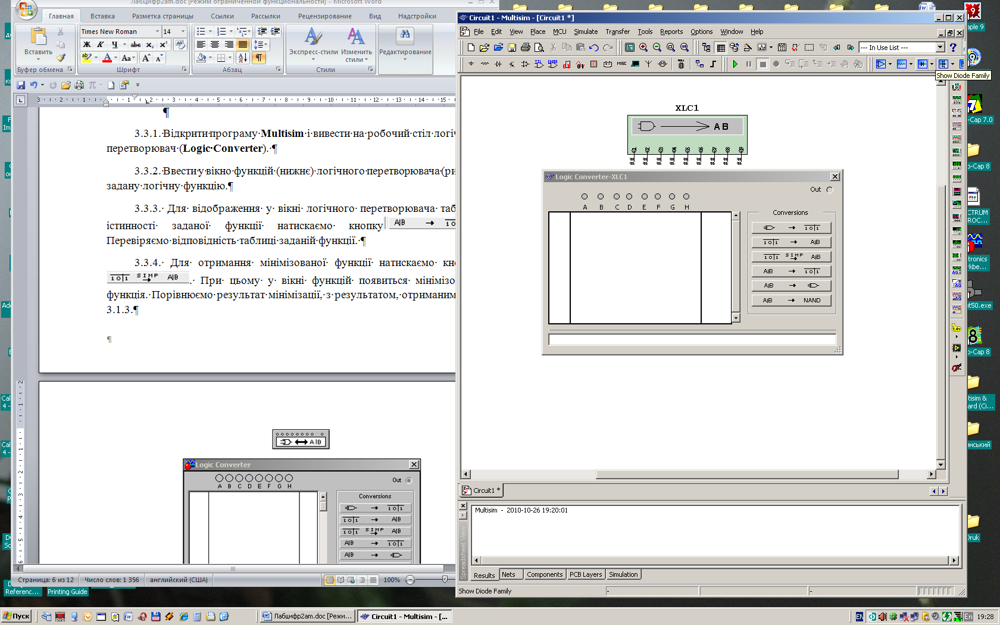 Лабцифр2am.doc [Режим ограниченной функциональности] - Microsoft Word
Главная Вставка Разметка страницы Ссылки Рассылки Рецензирование Вид Надстройки
Times New Roman 14
Вставить
Экспресс-стили
Изменить стили
Редактирование
Буфер обмена Шрифт Абзац Стили
3.3.1. Відкрити програму Multisim і вивести на робочий стіл логіч
перетворювач (Logic Converter). ¶
3.3.2. Ввести у вікно функцій (нижнє) логічного перетворювача (ри
задану логічну функцію.¶
3.3.3. Для відображення у вікні логічного перетворювача таб
істинності заданої функції натискаємо кнопку A|B → 1 0
Перевіряємо відповідність таблиці заданій функції. ¶
3.3.4. Для отримання мінімізованої функції натискаємо кно
1 0|1 SIMP → A|B . При цьому у вікні функцій появиться мінімізо
функція. Порівнюємо результат мінімізації, з результатом, отриманим
3.1.3.¶
¶
A|B
Logic Converter
Out
A B C D E F G H
Conversions
→ 1 0|1
1 0|1 → A|B
1 0|1 SIMP → A|B
A|B → 1 0|1
A|B →
Страница: 6 из 12 Число слов: 1 356 английский (США) 100%
Circuit1 - Multisim - [Circuit1 *]
File Edit View Place MCU Simulate Transfer Tools Reports Options Window Help
--- In Use List ---
MISC
Show Diode Family
XLC1
A B
Logic Converter-XLC1
Out
A B C D E F G H
Conversions
→ 1 0|1
1 0|1 → A|B
1 0|1 SIMP → A|B
A|B → 1 0|1
A|B →
A|B → NAND
Circuit1 *
Multisim - 2010-10-26 19:20:01
Spreadsheet View
Results Nets Components PCB Layers Simulation
Show Diode Family - -
aple 9
-Cap 7.0
o-Cap 8
CTRUM
ROC...
tronics
rkbe...
ut50.exe
o-Cap 8
tisim &
ard (Ci...
инський
Druk
Referenc...
Printing Guide
Пуск
Лабцифр2am.doc [Режи...
Circuit1 - Multisim - [...
EN
En
19:28